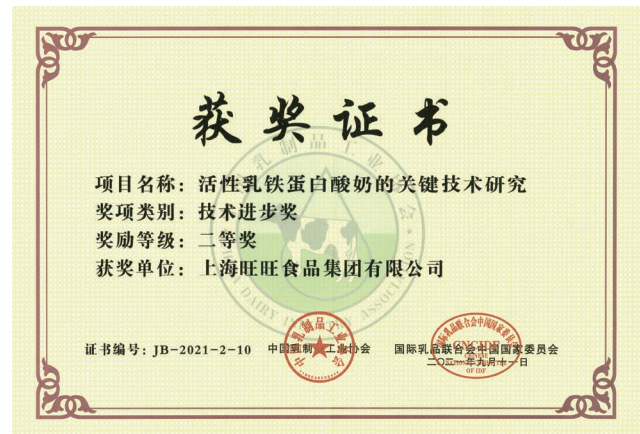 获奖证书
项目名称：活性乳铁蛋白酸奶的关键技术研究
奖项类别：技术进步奖
奖励等级：二等奖
获奖单位：上海旺旺食品集团有限公司
证书编号：JB-2021-2-10 中国乳制品工业协会 国际乳品联合会中国国家委员会
二〇二一年九月十一日